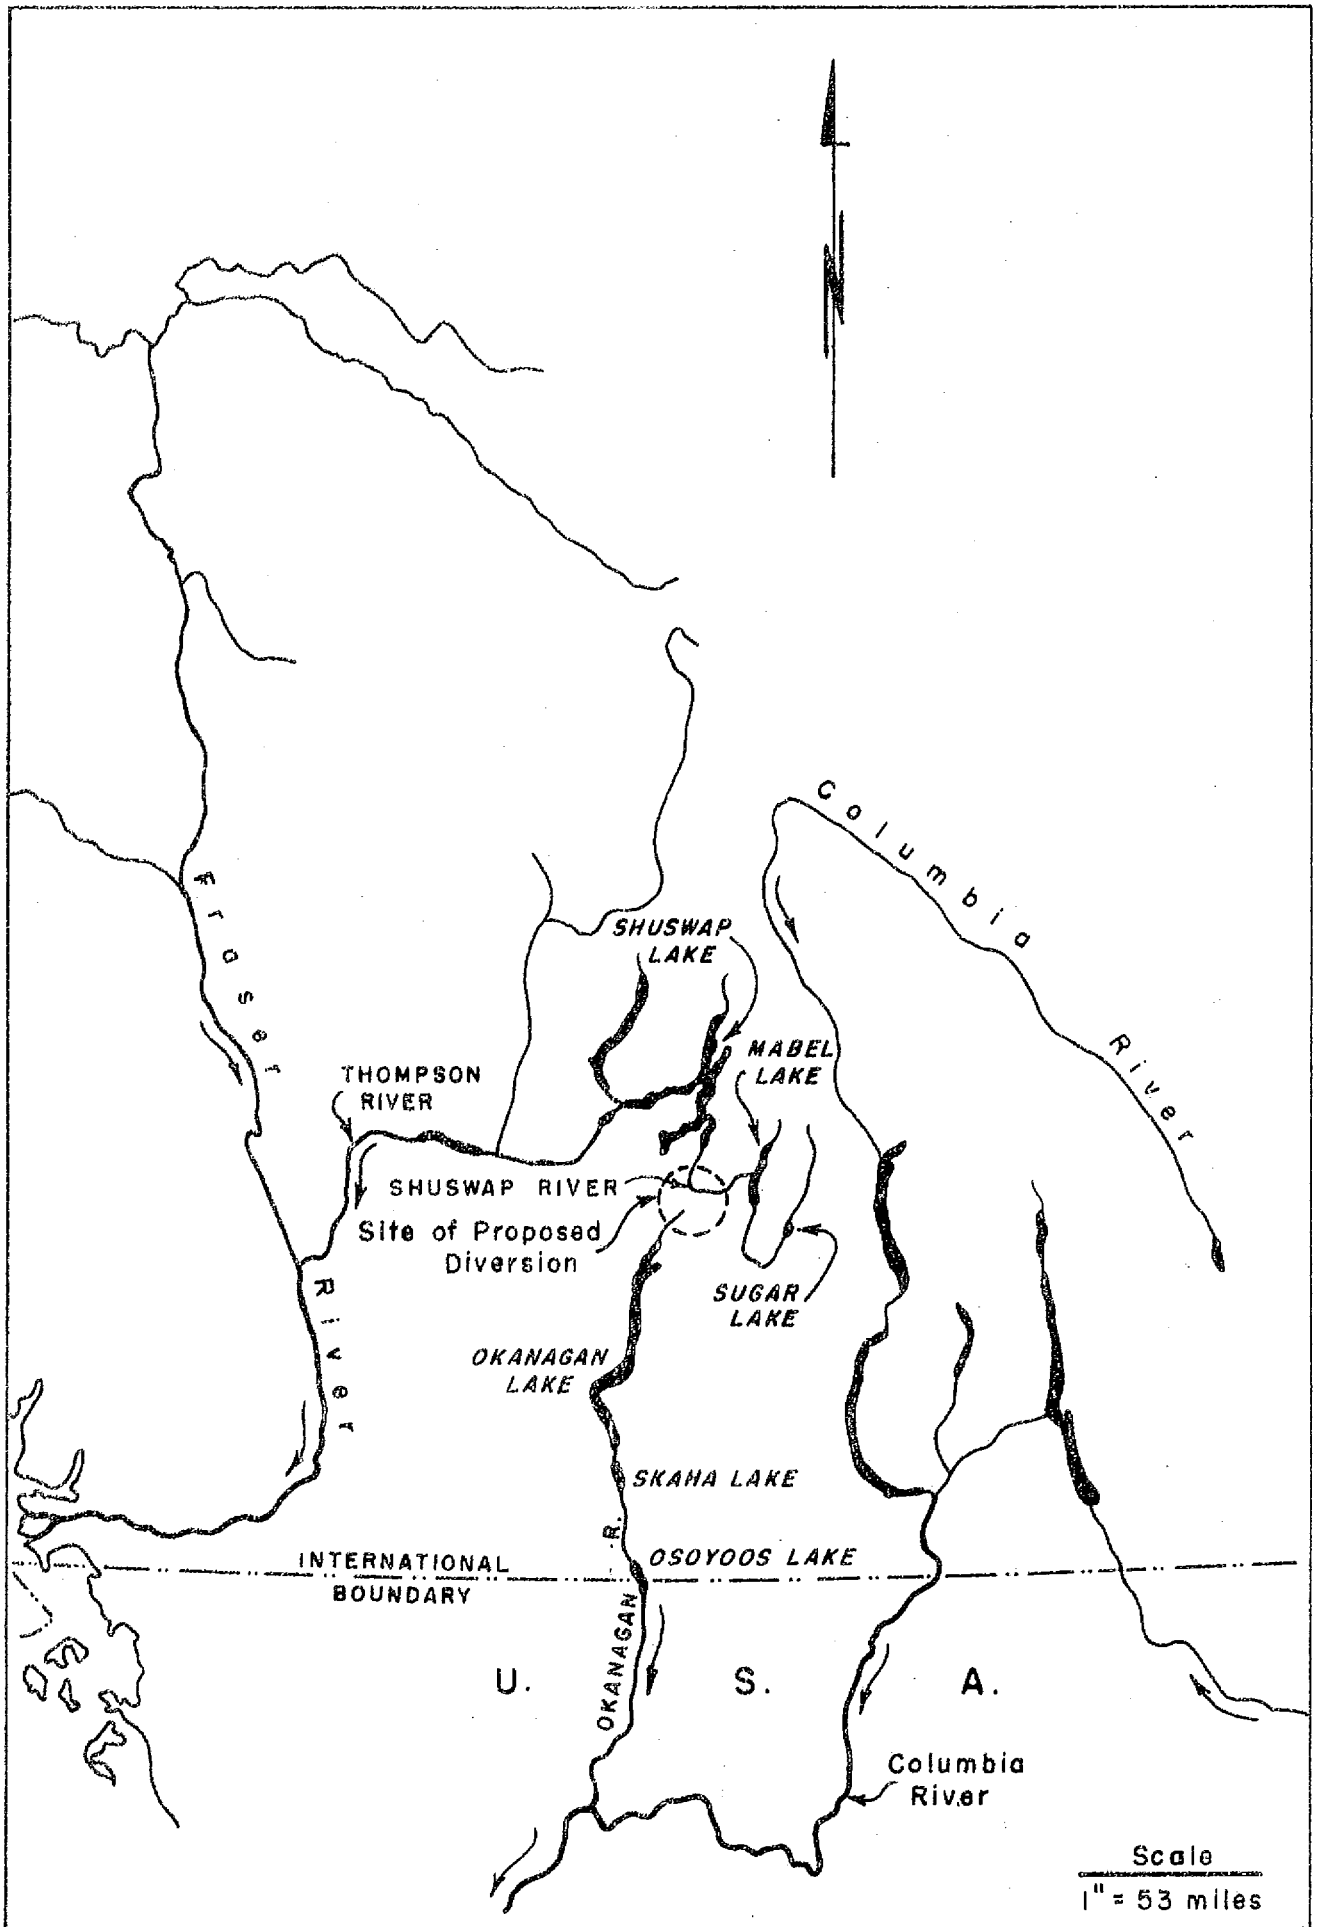 N
Columbia
River
Fraser
River
SHUSWAP
LAKE
MABEL
LAKE
THOMPSON
RIVER
SHUSWAP RIVER
Site of Proposed
Diversion
SUGAR
LAKE
OKANAGAN
LAKE
SKAHA LAKE
OKANAGAN R.
OSOYOOS LAKE
INTERNATIONAL
BOUNDARY
U. S. A.
Columbia
River
Scale
1" = 53 miles